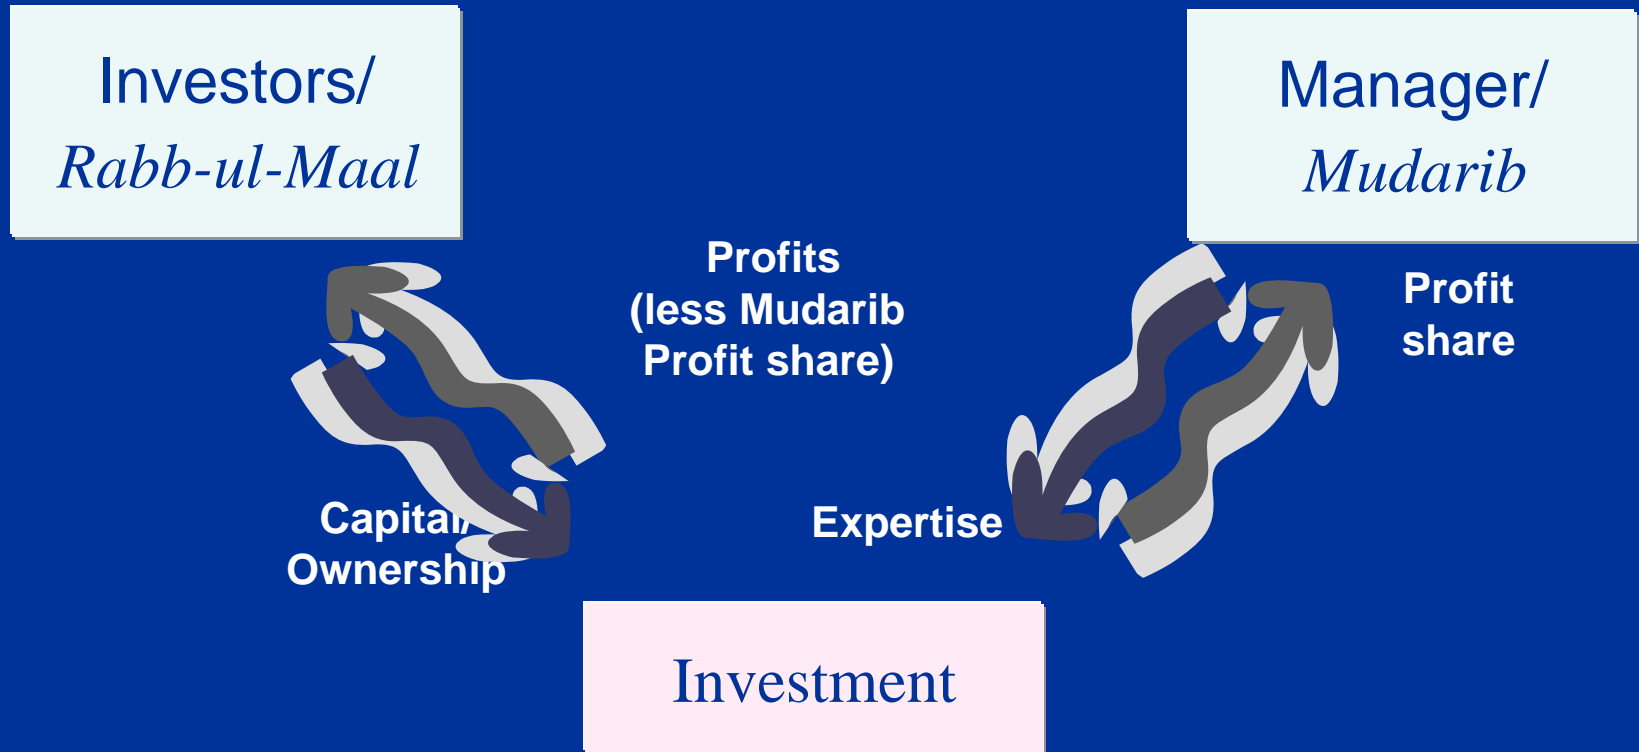 Investors/
Rabb-ul-Maal
Manager/
Mudarib
Profits
(less Mudarib
Profit share)
Profit
share
Capital/
Ownership
Expertise
Investment